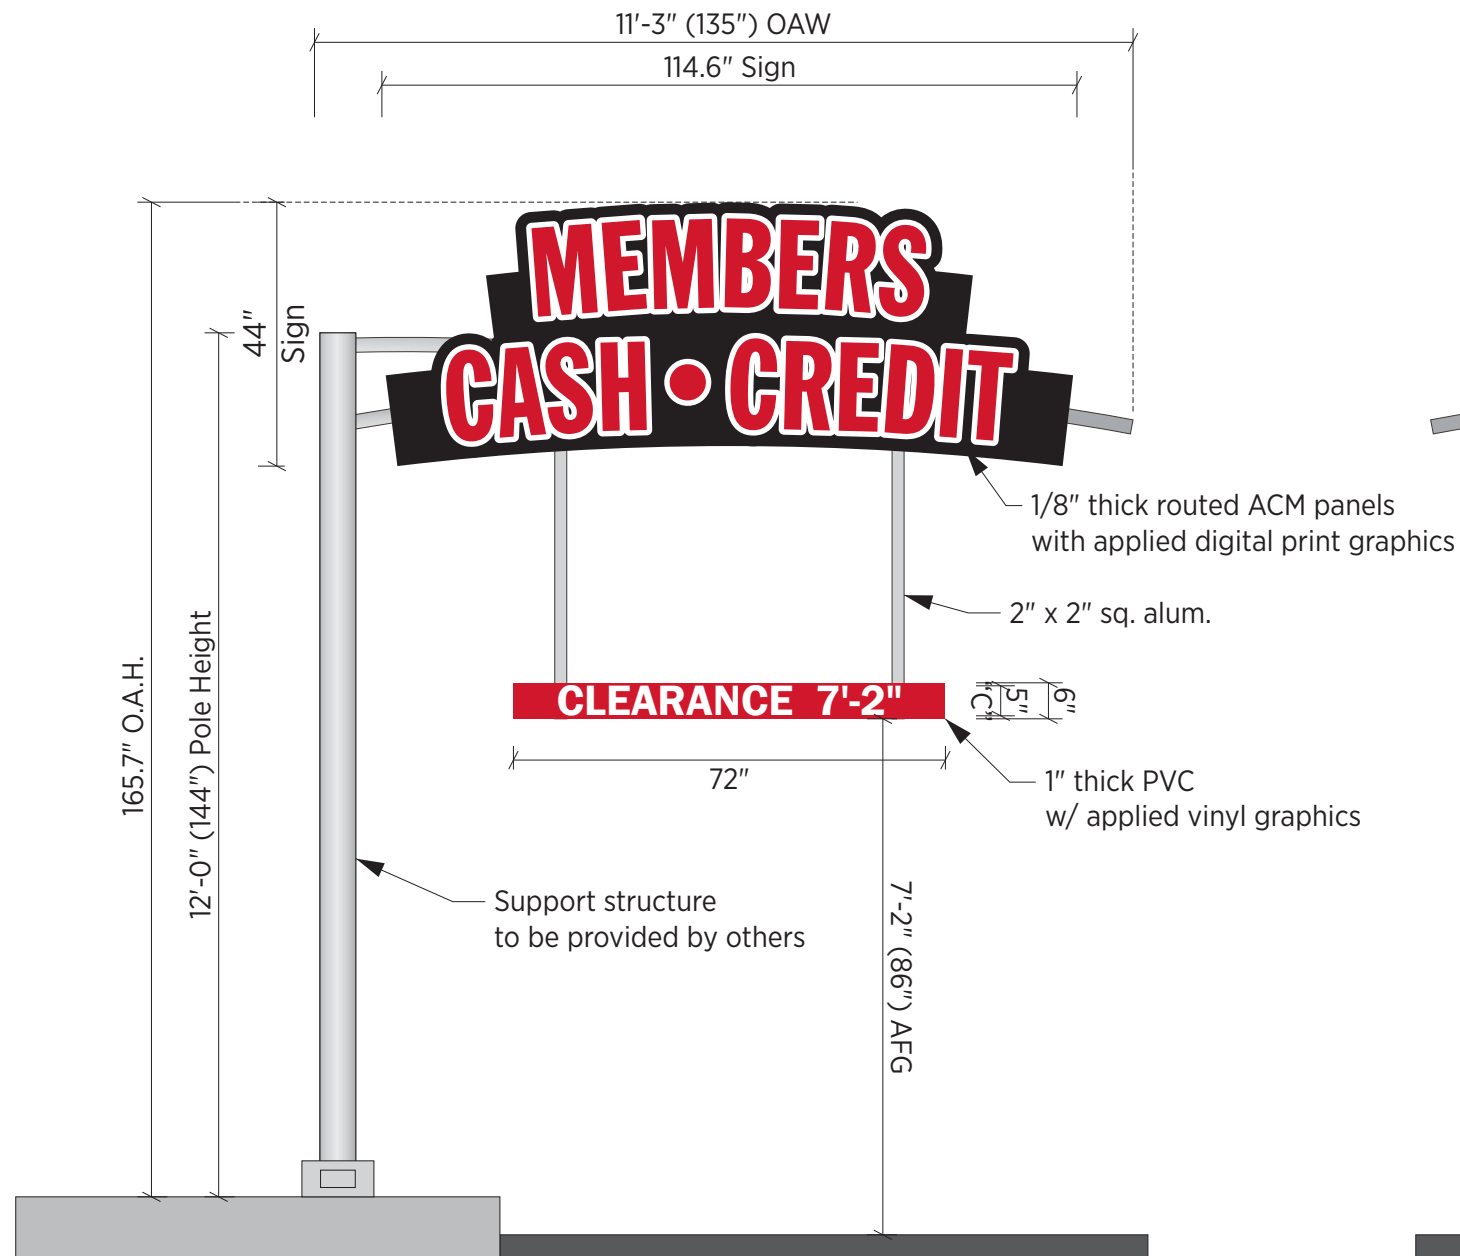 11'-3" (135") OAW
114.6" Sign
44"
Sign
MEMBERS
CASH • CREDIT
1/8" thick routed ACM panels
with applied digital print graphics
2" x 2" sq. alum.
CLEARANCE 7'-2"
"C"
5"
6"
72"
1" thick PVC
w/ applied vinyl graphics
165.7" O.A.H.
12'-0" (144") Pole Height
Support structure
to be provided by others
7'-2" (86") AFG